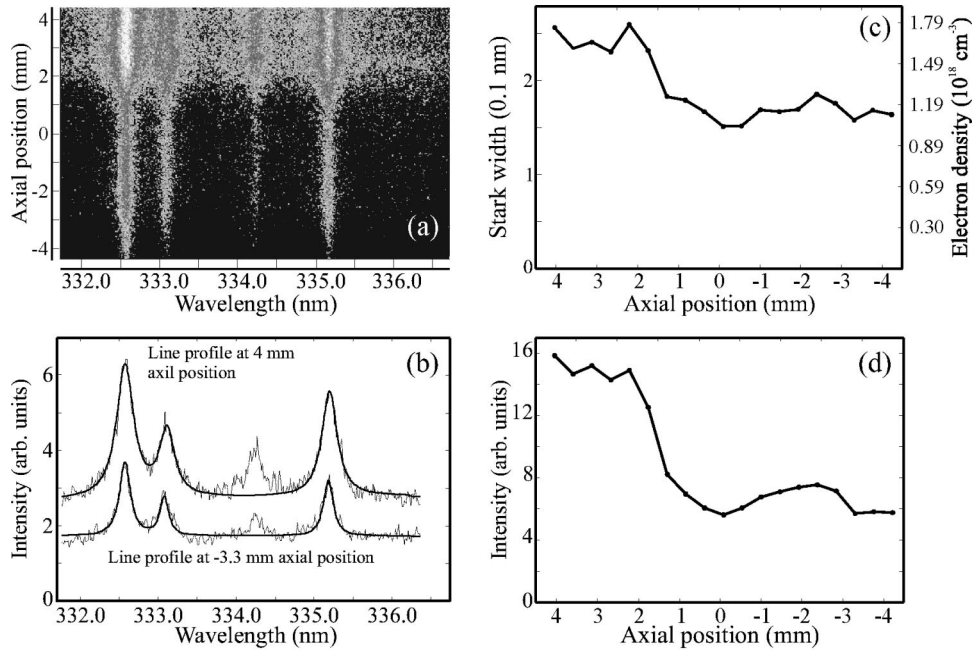 (a)
Axial position (mm)
4
2
0
-2
-4
332.0 333.0 334.0 335.0 336.0
Wavelength (nm)
(c)
Stark width (0.1 nm)
2
1
0
Electron density (10^18 cm^-3)
1.79
1.49
1.19
0.89
0.59
0.30
4 3 2 1 0 -1 -2 -3 -4
Axial position (mm)
(b)
Line profile at 4 mm
axil position
Line profile at -3.3 mm axial position
Intensity (arb. units)
6
4
2
0
332.0 333.0 334.0 335.0 336.0
Wavelength (nm)
(d)
Intensity (arb. units)
16
12
8
4
0
4 3 2 1 0 -1 -2 -3 -4
Axial position (mm)